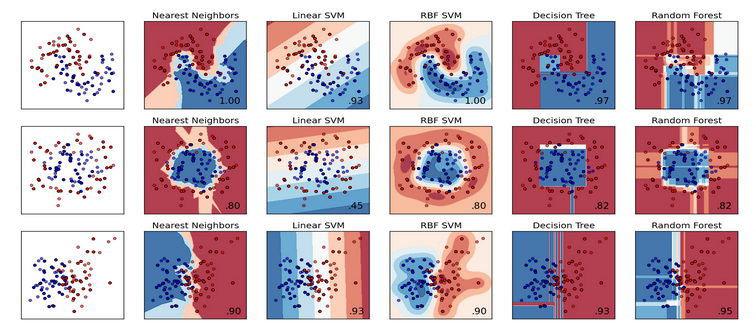 Nearest Neighbors Linear SVM RBF SVM Decision Tree Random Forest
1.00 .93 1.00 .97 .97
Nearest Neighbors Linear SVM RBF SVM Decision Tree Random Forest
.80 .45 .80 .82 .82
Nearest Neighbors Linear SVM RBF SVM Decision Tree Random Forest
.90 .93 .90 .93 .95